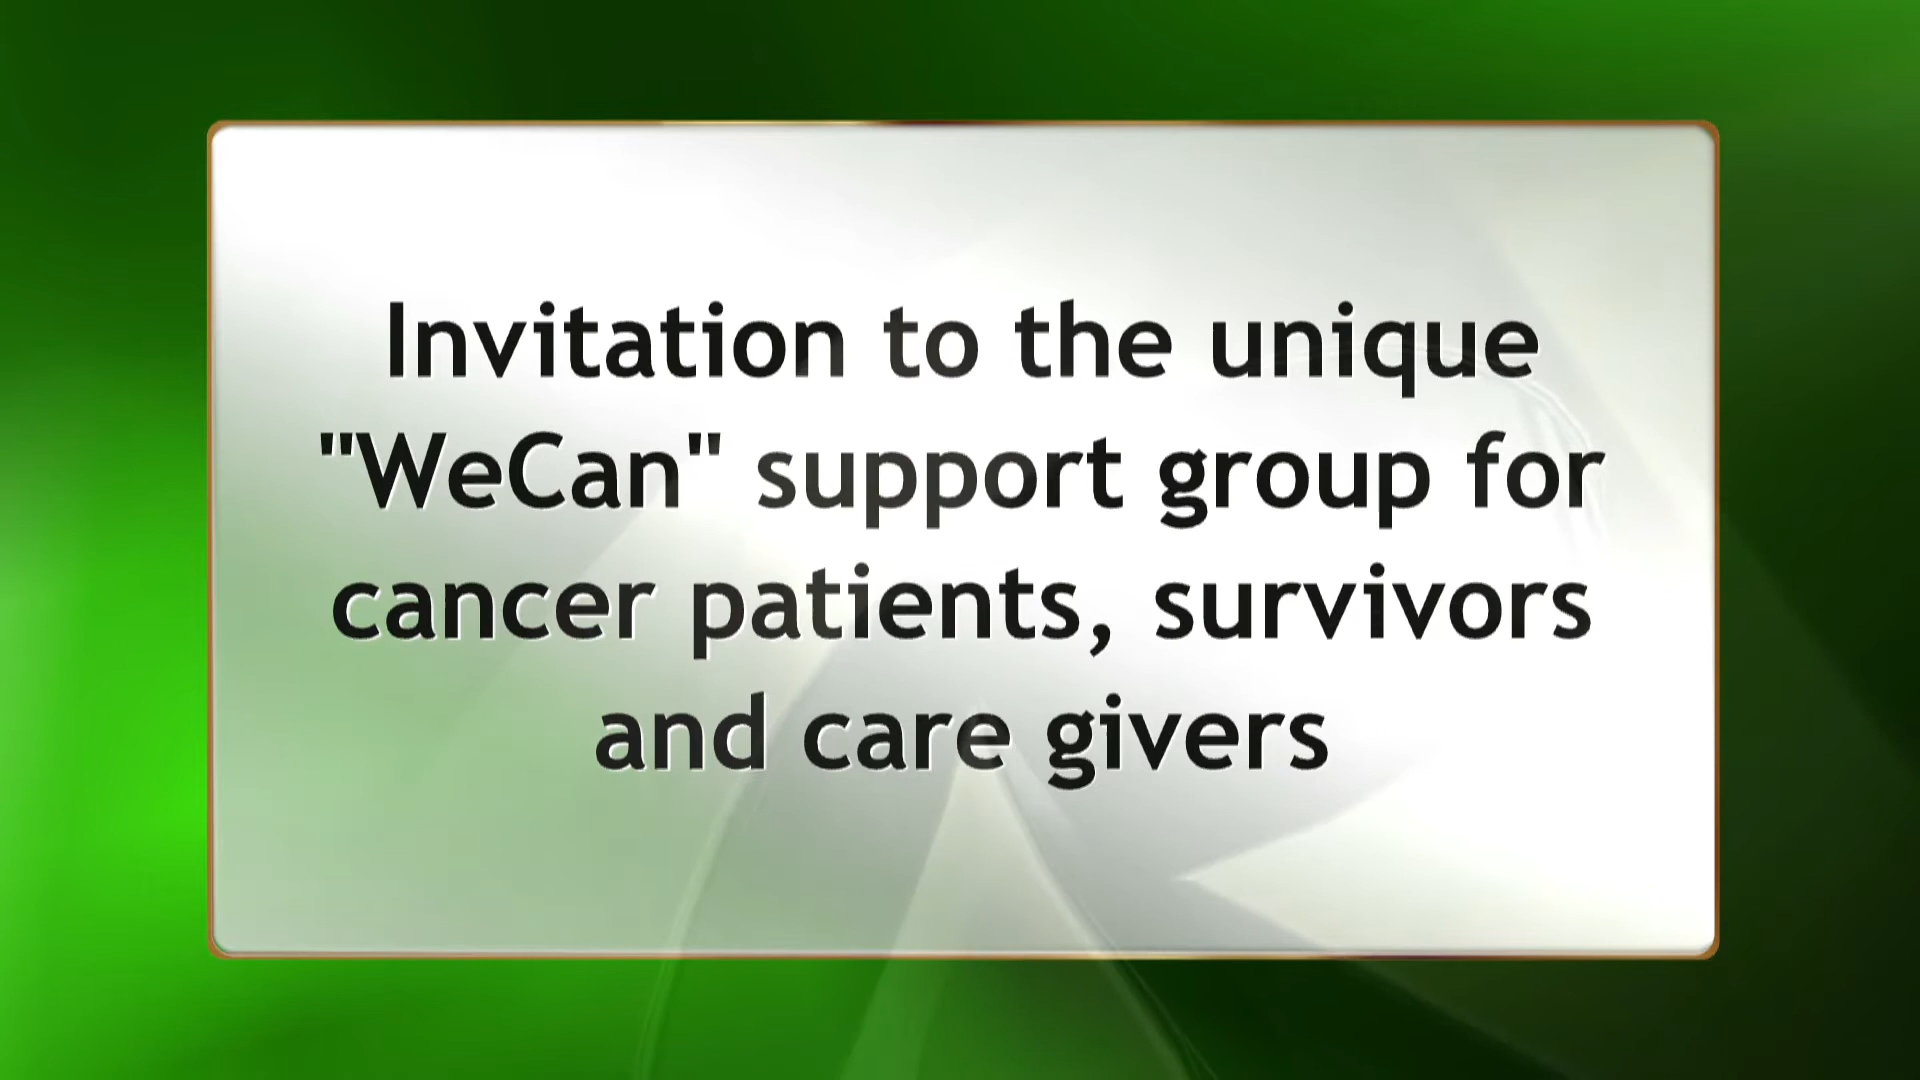 Invitation to the unique
"WeCan" support group for
cancer patients, survivors
and care givers